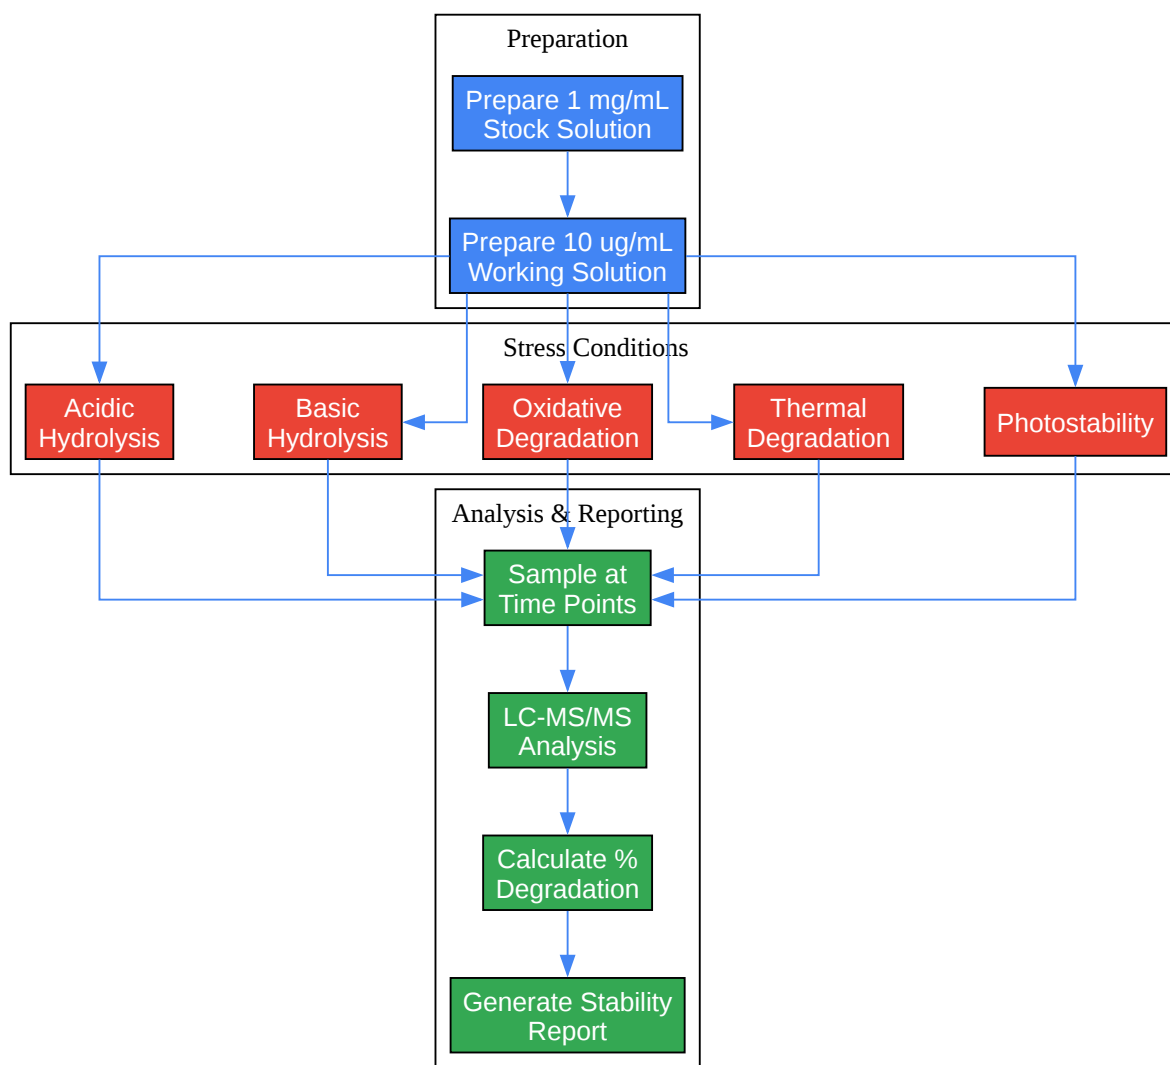 Preparation
Prepare 1 mg/mL
Stock Solution
Prepare 10 ug/mL
Working Solution
Stress Conditions
Acidic
Hydrolysis
Basic
Hydrolysis
Oxidative
Degradation
Thermal
Degradation
Photostability
Analysis & Reporting
Sample at
Time Points
LC-MS/MS
Analysis
Calculate %
Degradation
Generate Stability
Report